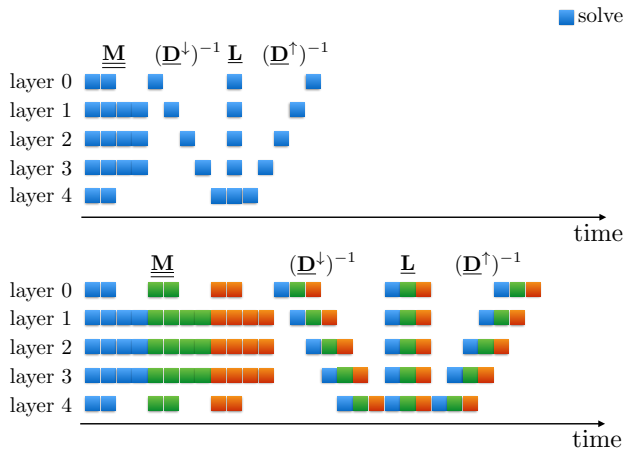 solve
M (D↓)−1 L (D↑)−1
layer 0
layer 1
layer 2
layer 3
layer 4
time
M (D↓)−1 L (D↑)−1
layer 0
layer 1
layer 2
layer 3
layer 4
time